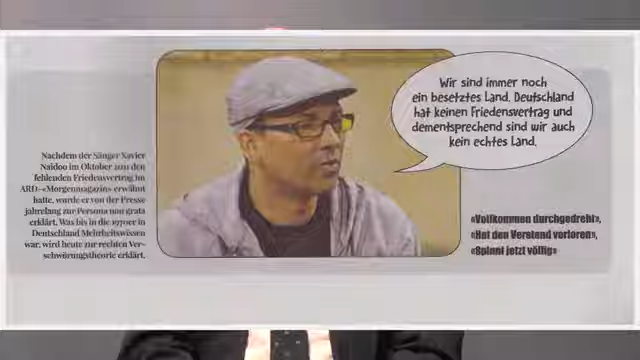 Wir sind immer noch
ein besetztes Land. Deutschland
hat keinen Friedensvertrag und
dementsprechend sind wir auch
kein echtes Land.
Nachdem der Sänger Xavier
Naidoo im Oktober 2011 den
fehlenden Friedensvertrag im
ARD-«Morgenmagazin» erwähnt
hatte, wurde er von der Presse
jahrelang zur Persona non grata
erklärt. Was bis in die 1970er in
Deutschland Mehrheitswissen
war, wird heute zur rechten Ver-
schwörungstheorie erklärt.
«Vollkommen durchgedreht»,
«Hat den Verstand verloren»,
«Spinnt jetzt völlig»